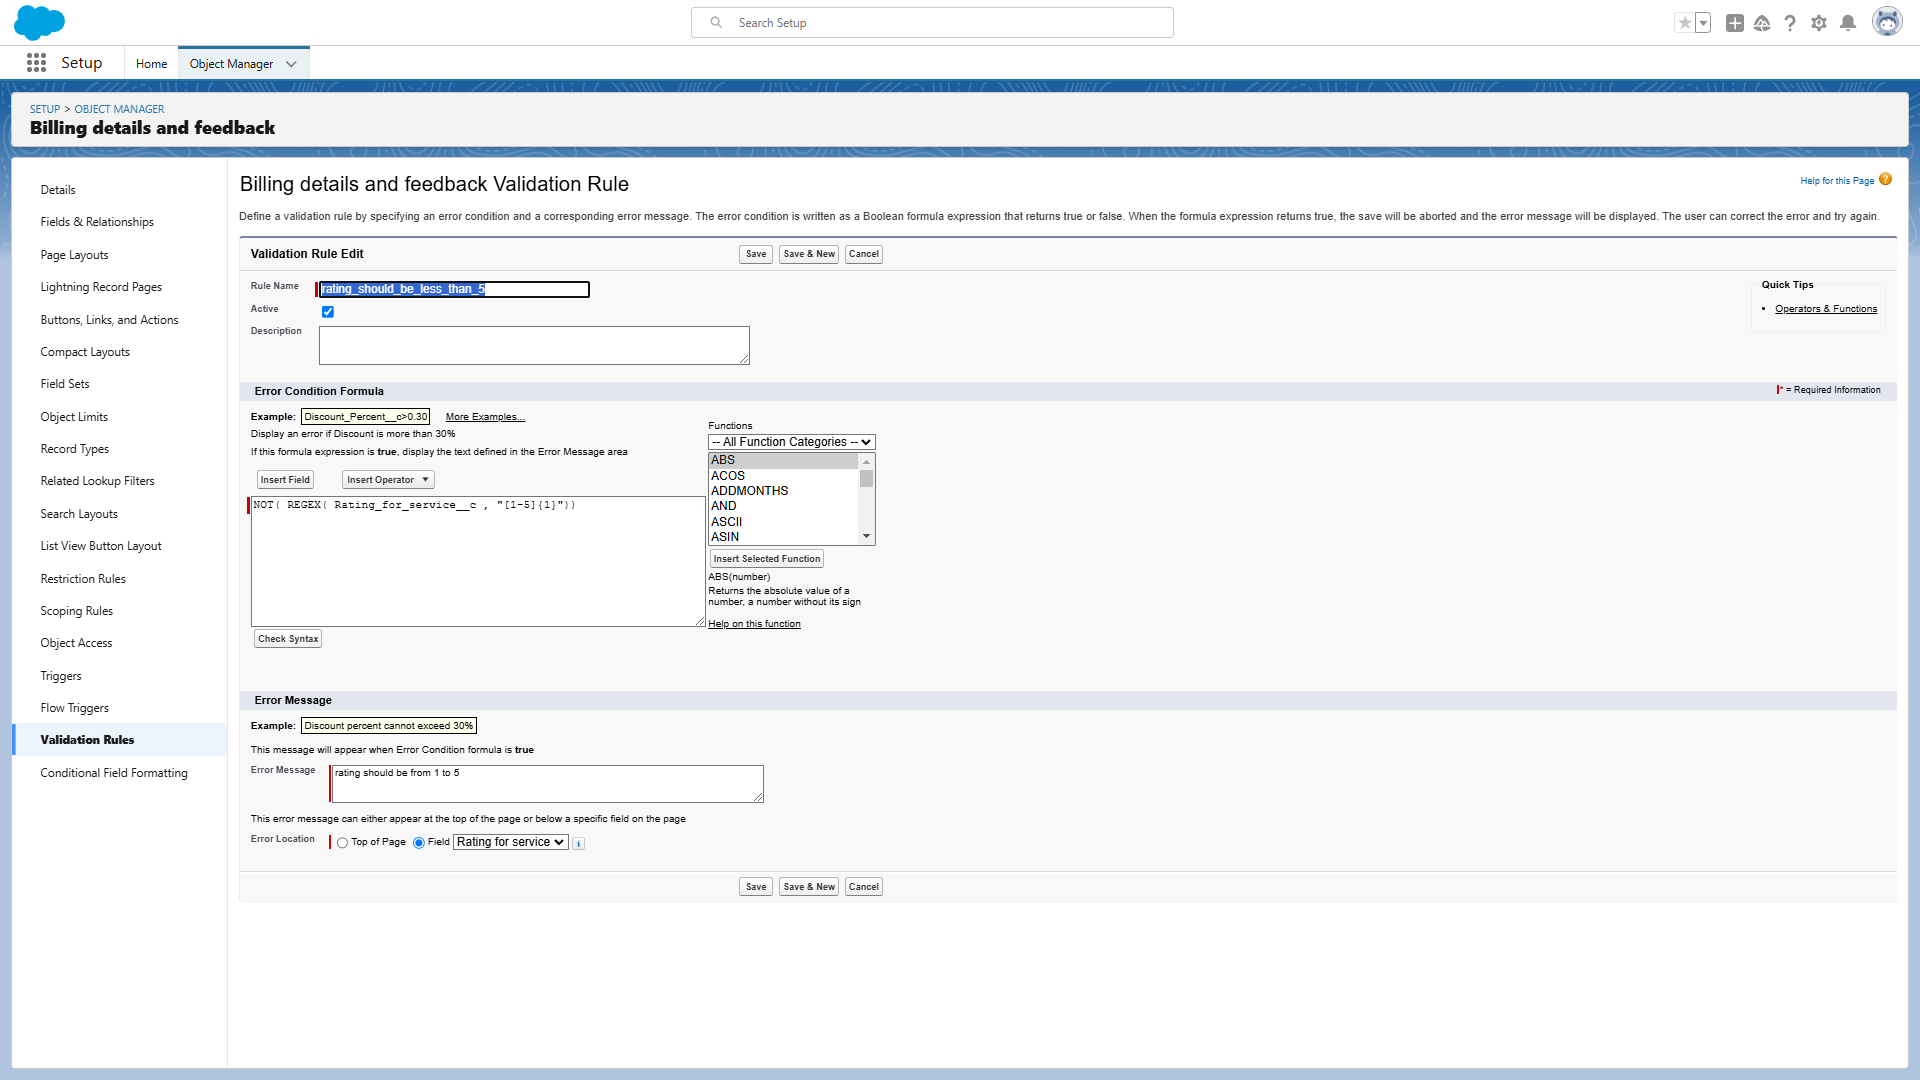 Search Setup
Setup
Home
Object Manager
SETUP > OBJECT MANAGER
Billing details and feedback
Details
Fields & Relationships
Page Layouts
Lightning Record Pages
Buttons, Links, and Actions
Compact Layouts
Field Sets
Object Limits
Record Types
Related Lookup Filters
Search Layouts
List View Button Layout
Restriction Rules
Scoping Rules
Object Access
Triggers
Flow Triggers
Validation Rules
Conditional Field Formatting
Billing details and feedback Validation Rule
Help for this Page
Define a validation rule by specifying an error condition and a corresponding error message. The error condition is written as a Boolean formula expression that returns true or false. When the formula expression returns true, the save will be aborted and the error message will be displayed. The user can correct the error and try again.
Validation Rule Edit
Save
Save & New
Cancel
Rule Name
rating_should_be_less_than_5
Active
Description
Quick Tips
• Operators & Functions
Error Condition Formula
* = Required Information
Example: Discount_Percent__c>0.30 More Examples...
Display an error if Discount is more than 30%
If this formula expression is true, display the text defined in the Error Message area
Insert Field
Insert Operator
NOT( REGEX( Rating_for_service__c , "[1-5]{1}"))
Check Syntax
Functions
-- All Function Categories --
ABS
ACOS
ADDMONTHS
AND
ASCII
ASIN
Insert Selected Function
ABS(number)
Returns the absolute value of a
number, a number without its sign
Help on this function
Error Message
Example: Discount percent cannot exceed 30%
This message will appear when Error Condition formula is true
Error Message
rating should be from 1 to 5
This error message can either appear at the top of the page or below a specific field on the page
Error Location
Top of Page
Field
Rating for service
i
Save
Save & New
Cancel